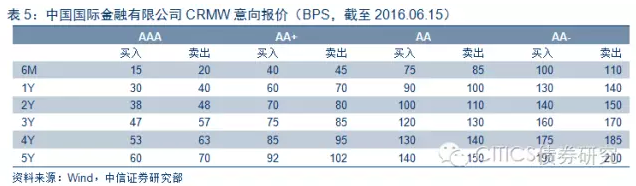 表 5：中国国际金融有限公司 CRMW 意向报价（BPS，截至 2016.06.15）
AAA AA+ AA AA-
买入 卖出 买入 卖出 买入 卖出 买入 卖出
6M 15 20 40 45 75 85 100 110
1Y 30 40 60 70 90 100 130 140
2Y 38 48 70 80 100 110 140 150
3Y 47 57 75 85 120 130 160 170
4Y 53 63 85 95 130 140 175 185
5Y 60 70 92 102 140 150 190 200
CITICS债券研究
资料来源：Wind，中信证券研究部